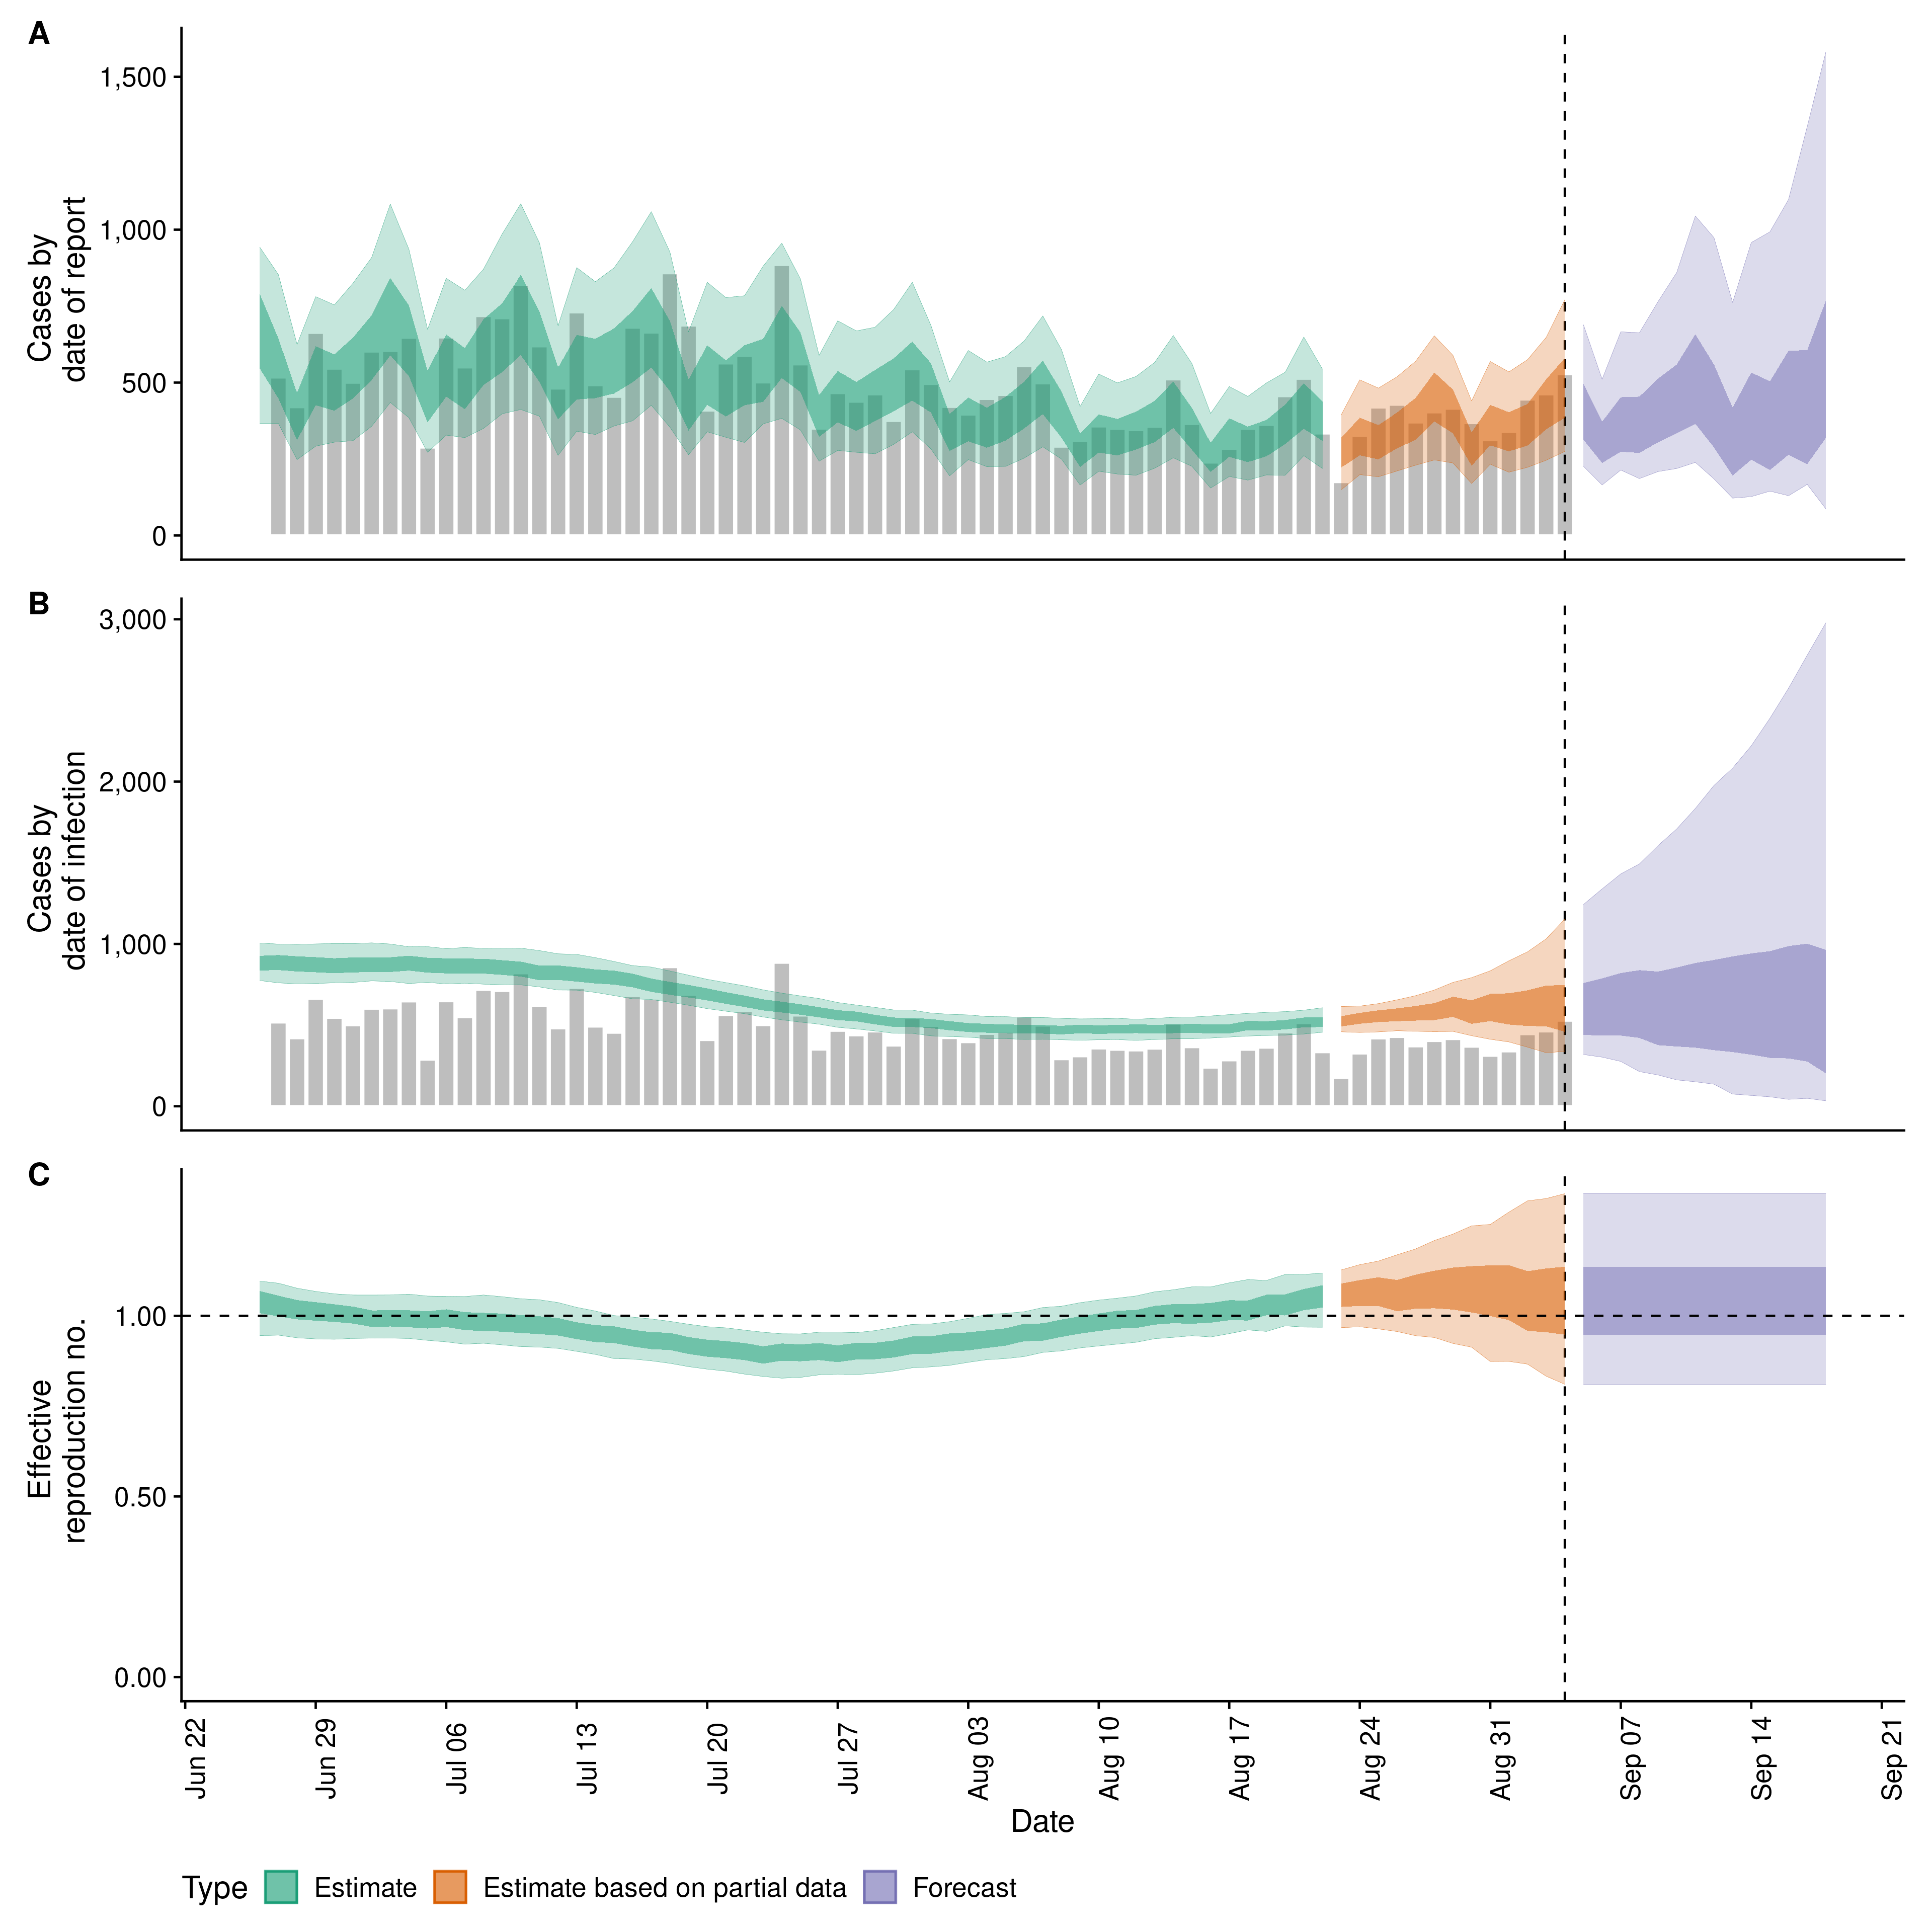 A
1,500
1,000
500
0
Cases by
date of report
B
3,000
2,000
1,000
0
Cases by
date of infection
C
1.00
0.50
0.00
Effective
reproduction no.
Jun 22
Jun 29
Jul 06
Jul 13
Jul 20
Jul 27
Aug 03
Aug 10
Aug 17
Aug 24
Aug 31
Sep 07
Sep 14
Sep 21
Date
Type Estimate Estimate based on partial data Forecast